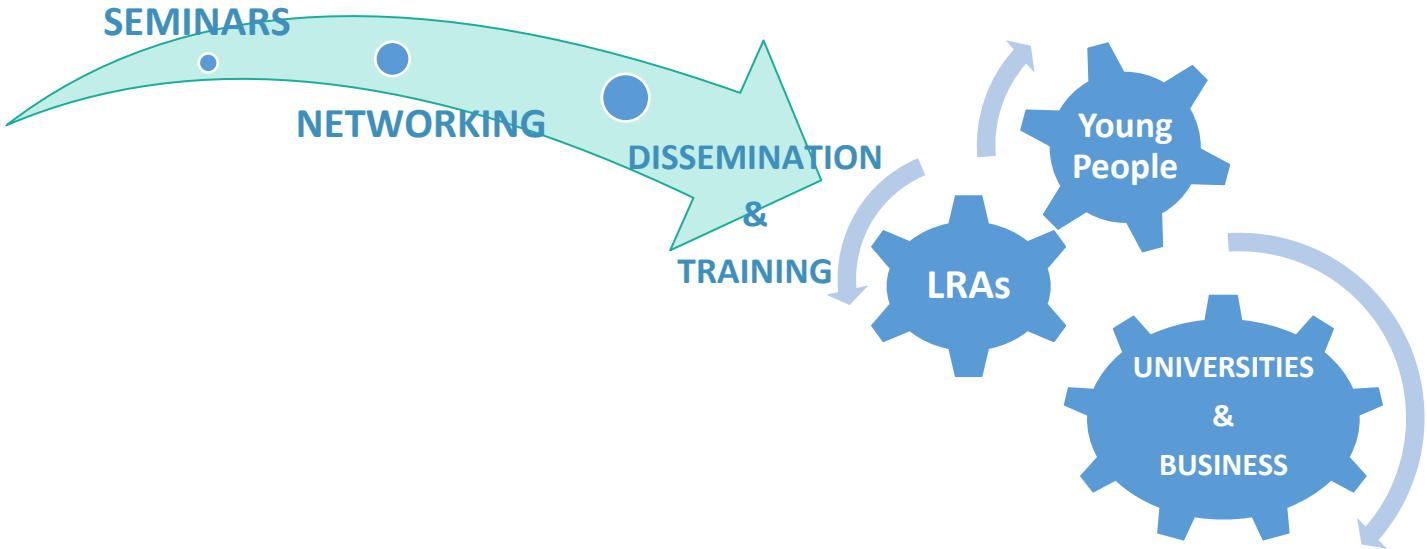 SEMINARS
NETWORKING
DISSEMINATION
&
TRAINING
Young
People
LRAs
UNIVERSITIES
&
BUSINESS